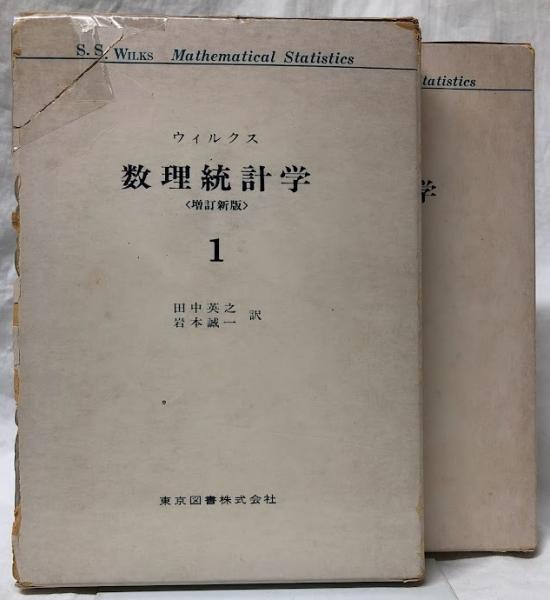 S. S. WILKS Mathematical Statistics
ウィルクス
数理統計学
〈増訂新版〉
1
田中英之
岩本誠一 訳
東京図書株式会社
tatistics
学